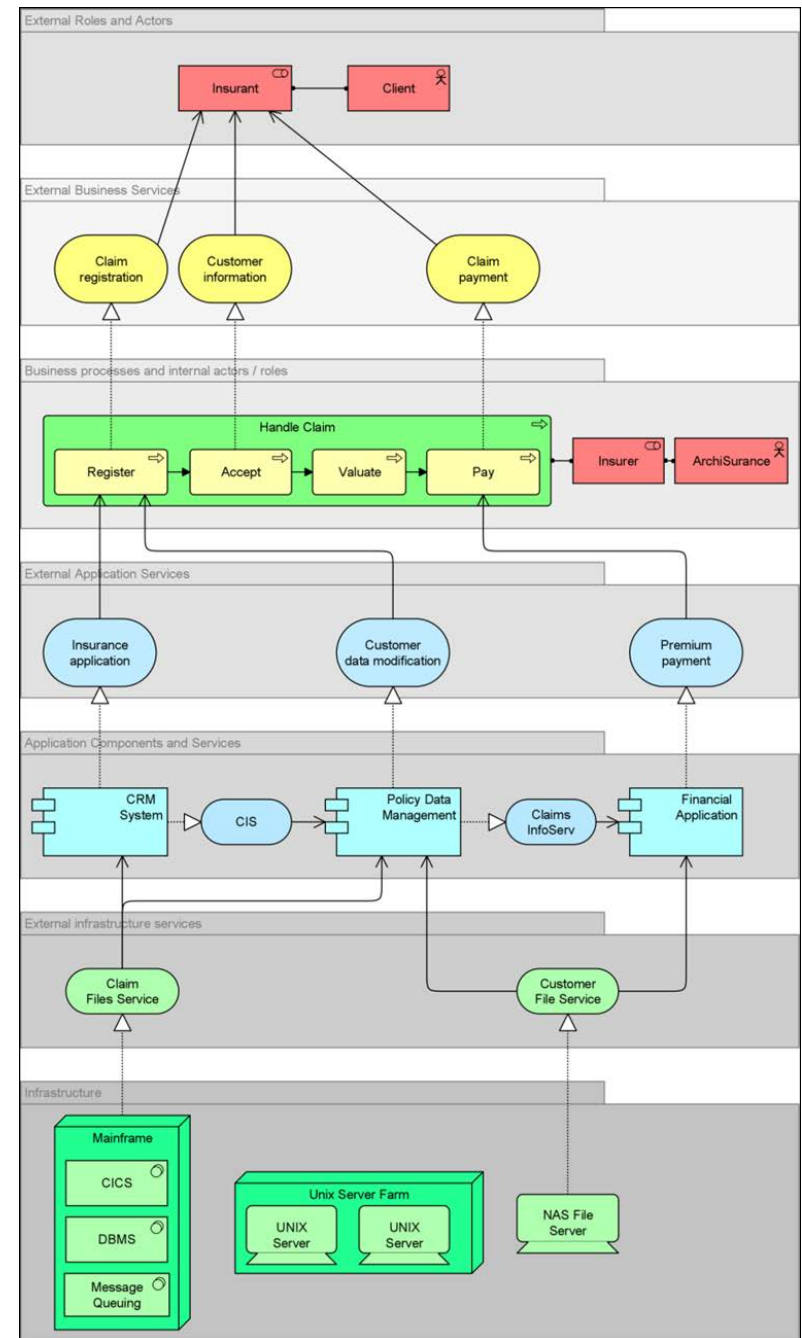 External Roles and Actors
Insurant
Client
External Business Services
Claim
registration
Customer
information
Claim
payment
Business processes and internal actors / roles
Handle Claim
Register
Accept
Valuate
Pay
Insurer
ArchiSurance
External Application Services
Insurance
application
Customer
data modification
Premium
payment
Application Components and Services
CRM
System
CIS
Policy Data
Management
Claims
InfoServ
Financial
Application
External infrastructure services
Claim
Files Service
Customer
File Service
Infrastructure
Mainframe
CICS
DBMS
Message
Queuing
Unix Server Farm
UNIX
Server
UNIX
Server
NAS File
Server